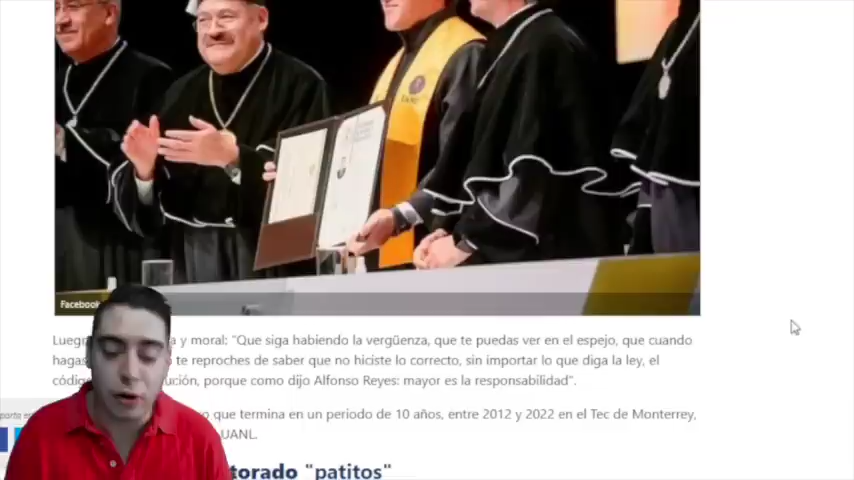 Facebook
Lueg a y moral: "Que siga habiendo la vergüenza, que te puedas ver en el espejo, que cuando
hagas te reproches de saber que no hiciste lo correcto, sin importar lo que diga la ley, el
códig ución, porque como dijo Alfonso Reyes: mayor es la responsabilidad".
o que termina en un periodo de 10 años, entre 2012 y 2022 en el Tec de Monterrey,
UANL.
torado "patitos"